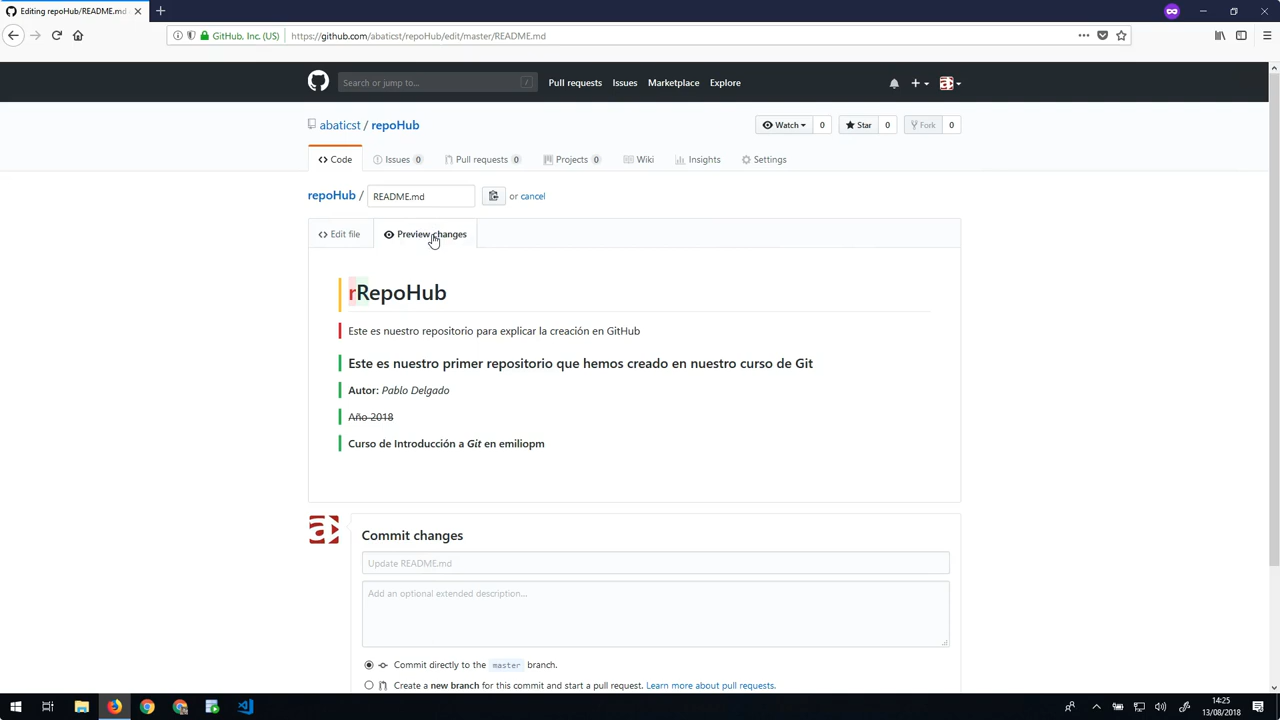 Editing repoHub/README.md
GitHub, Inc. (US) https://github.com/abaticst/repoHub/edit/master/README.md
Search or jump to... / Pull requests Issues Marketplace Explore
abaticst / repoHub Watch 0 Star 0 Fork 0
Code Issues 0 Pull requests 0 Projects 0 Wiki Insights Settings
repoHub / README.md or cancel
Edit file Preview changes
rRepoHub
Este es nuestro repositorio para explicar la creación en GitHub
Este es nuestro primer repositorio que hemos creado en nuestro curso de Git
Autor: Pablo Delgado
Año 2018
Curso de Introducción a Git en emiliopm
a
Commit changes
Update README.md
Add an optional extended description...
Commit directly to the master branch.
Create a new branch for this commit and start a pull request. Learn more about pull requests.
14:25
13/08/2018